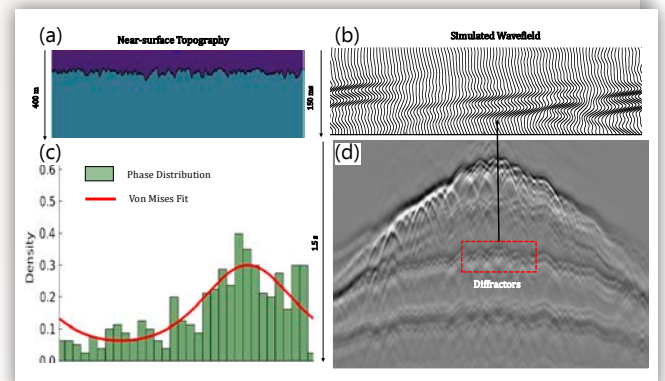 (a)
Near-surface Topography
400 m
(b)
Simulated Wavefield
150 ms
(c)
0.6
0.5
0.4
0.3
0.2
0.1
0.0
Density
Phase Distribution
Von Mises Fit
1.5 s
(d)
Diffractors